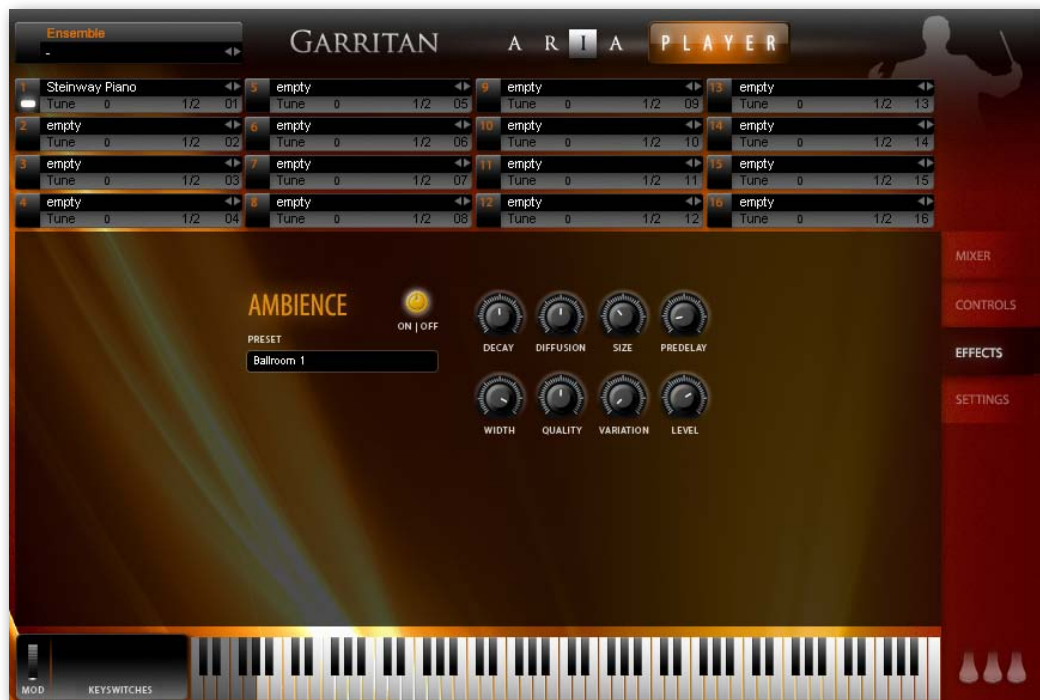 Ensemble
-
GARRITAN ARIA PLAYER
1 Steinway Piano
Tune 0 1/2 01
2 empty
Tune 0 1/2 02
3 empty
Tune 0 1/2 03
4 empty
Tune 0 1/2 04
5 empty
Tune 0 1/2 05
6 empty
Tune 0 1/2 06
7 empty
Tune 0 1/2 07
8 empty
Tune 0 1/2 08
9 empty
Tune 0 1/2 09
10 empty
Tune 0 1/2 10
11 empty
Tune 0 1/2 11
12 empty
Tune 0 1/2 12
13 empty
Tune 0 1/2 13
14 empty
Tune 0 1/2 14
15 empty
Tune 0 1/2 15
16 empty
Tune 0 1/2 16
MIXER
CONTROLS
EFFECTS
SETTINGS
AMBIENCE
ON | OFF
PRESET
Ballroom 1
DECAY DIFFUSION SIZE PREDELAY
WIDTH QUALITY VARIATION LEVEL
MOD KEYSWITCHES